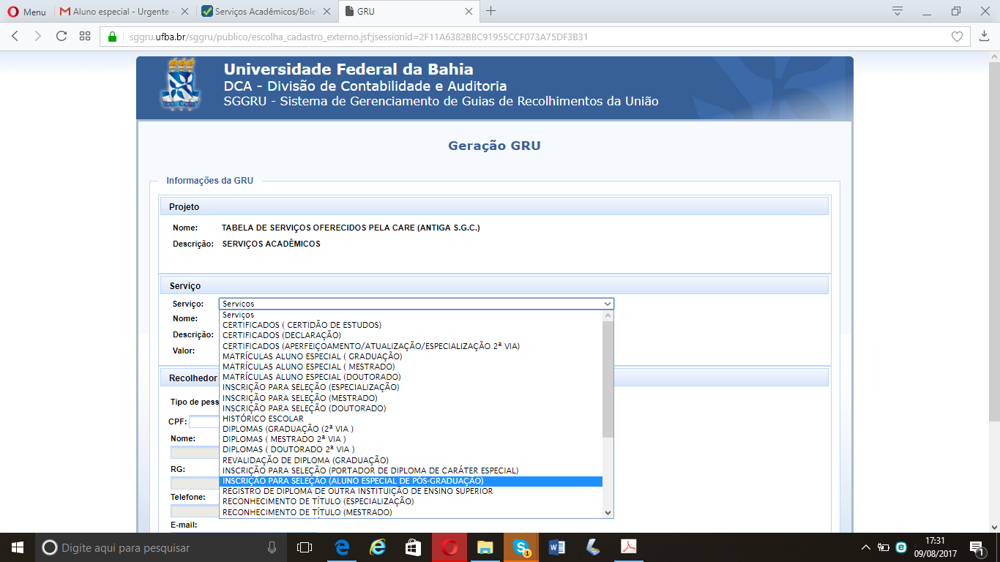 Menu
Aluno especial - Urgente -
Serviços Acadêmicos/Bole
GRU
sggru.ufba.br/sggru/publico/escolha_cadastro_externo.jsf;jsessionid=2F11A6382BBC91955CCF073A75DF3B31
Universidade Federal da Bahia
DCA - Divisão de Contabilidade e Auditoria
SGGRU - Sistema de Gerenciamento de Guias de Recolhimentos da União
Geração GRU
Informações da GRU
Projeto
Nome: TABELA DE SERVIÇOS OFERECIDOS PELA CARE (ANTIGA S.G.C.)
Descrição: SERVIÇOS ACADÊMICOS
Serviço
Serviço: Serviços
Nome:
Descrição:
Valor:
Serviços
CERTIFICADOS ( CERTIDÃO DE ESTUDOS)
CERTIFICADOS (DECLARAÇÃO)
CERTIFICADOS (APERFEIÇOAMENTO/ATUALIZAÇÃO/ESPECIALIZAÇÃO 2ª VIA)
MATRÍCULAS ALUNO ESPECIAL ( GRADUAÇÃO)
MATRÍCULAS ALUNO ESPECIAL ( MESTRADO)
MATRÍCULAS ALUNO ESPECIAL (DOUTORADO)
INSCRIÇÃO PARA SELEÇÃO (ESPECIALIZAÇÃO)
INSCRIÇÃO PARA SELEÇÃO (MESTRADO)
INSCRIÇÃO PARA SELEÇÃO (DOUTORADO)
HISTÓRICO ESCOLAR
DIPLOMAS (GRADUAÇÃO (2ª VIA )
DIPLOMAS ( MESTRADO 2ª VIA )
DIPLOMAS ( DOUTORADO 2ª VIA )
REVALIDAÇÃO DE DIPLOMA (GRADUAÇÃO)
INSCRIÇÃO PARA SELEÇÃO (PORTADOR DE DIPLOMA DE CARÁTER ESPECIAL)
INSCRIÇÃO PARA SELEÇÃO (ALUNO ESPECIAL DE PÓS-GRADUAÇÃO)
REGISTRO DE DIPLOMA DE OUTRA INSTITUIÇÃO DE ENSINO SUPERIOR
RECONHECIMENTO DE TÍTULO (ESPECIALIZAÇÃO)
RECONHECIMENTO DE TÍTULO (MESTRADO)
Recolhedor
Tipo de pess
CPF:
Nome:
RG:
Telefone:
E-mail:
Digite aqui para pesquisar
17:31
09/08/2017